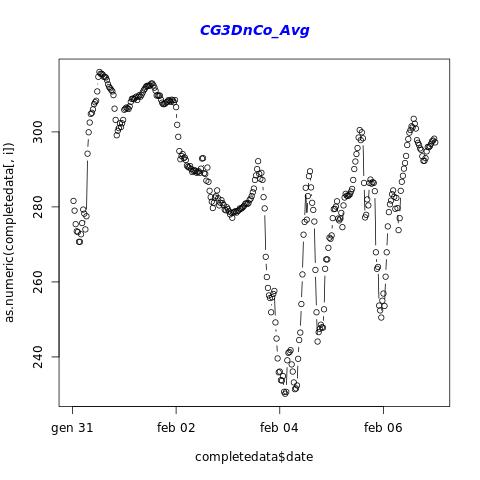 CG3DnCo_Avg
as.numeric(completedata[, i])
300
280
260
240
gen 31
feb 02
feb 04
feb 06
completedata$date